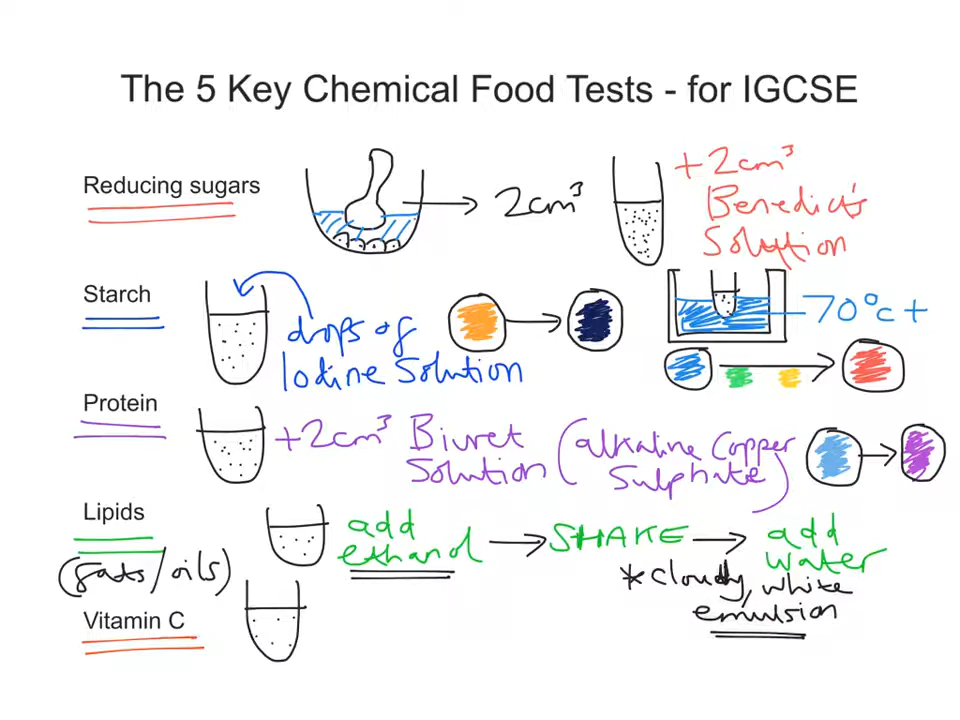 The 5 Key Chemical Food Tests - for IGCSE
Reducing sugars
2cm³
+2cm³
Benedict's
Solution
Starch
drops of
Iodine Solution
70°c +
Protein
+2cm³ Biuret
Solution
(alkaline Copper
Sulphate)
Lipids
(fats/oils)
add
ethanol
SHAKE
add
water
*cloudy, white
emulsion
Vitamin C